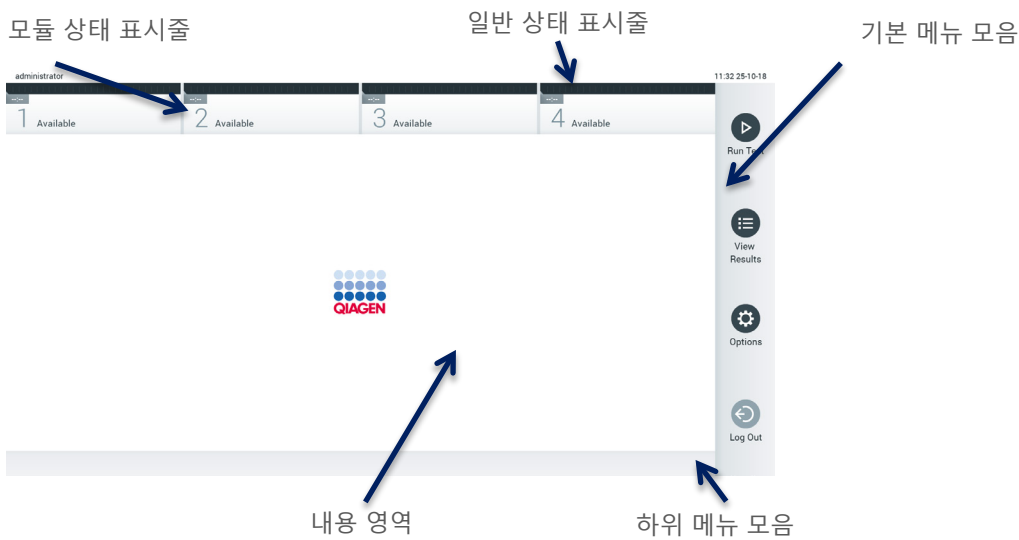 모듈 상태 표시줄
일반 상태 표시줄
기본 메뉴 모음
administrator
11:32 25-10-18
--:--
--:--
--:--
--:--
1 Available
2 Available
3 Available
4 Available
Run Test
View
Results
QIAGEN
Options
Log Out
내용 영역
하위 메뉴 모음